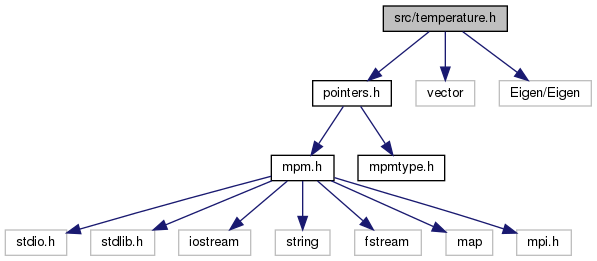 src/temperature.h
pointers.h
vector
Eigen/Eigen
mpm.h
mpmtype.h
stdio.h
stdlib.h
iostream
string
fstream
map
mpi.h